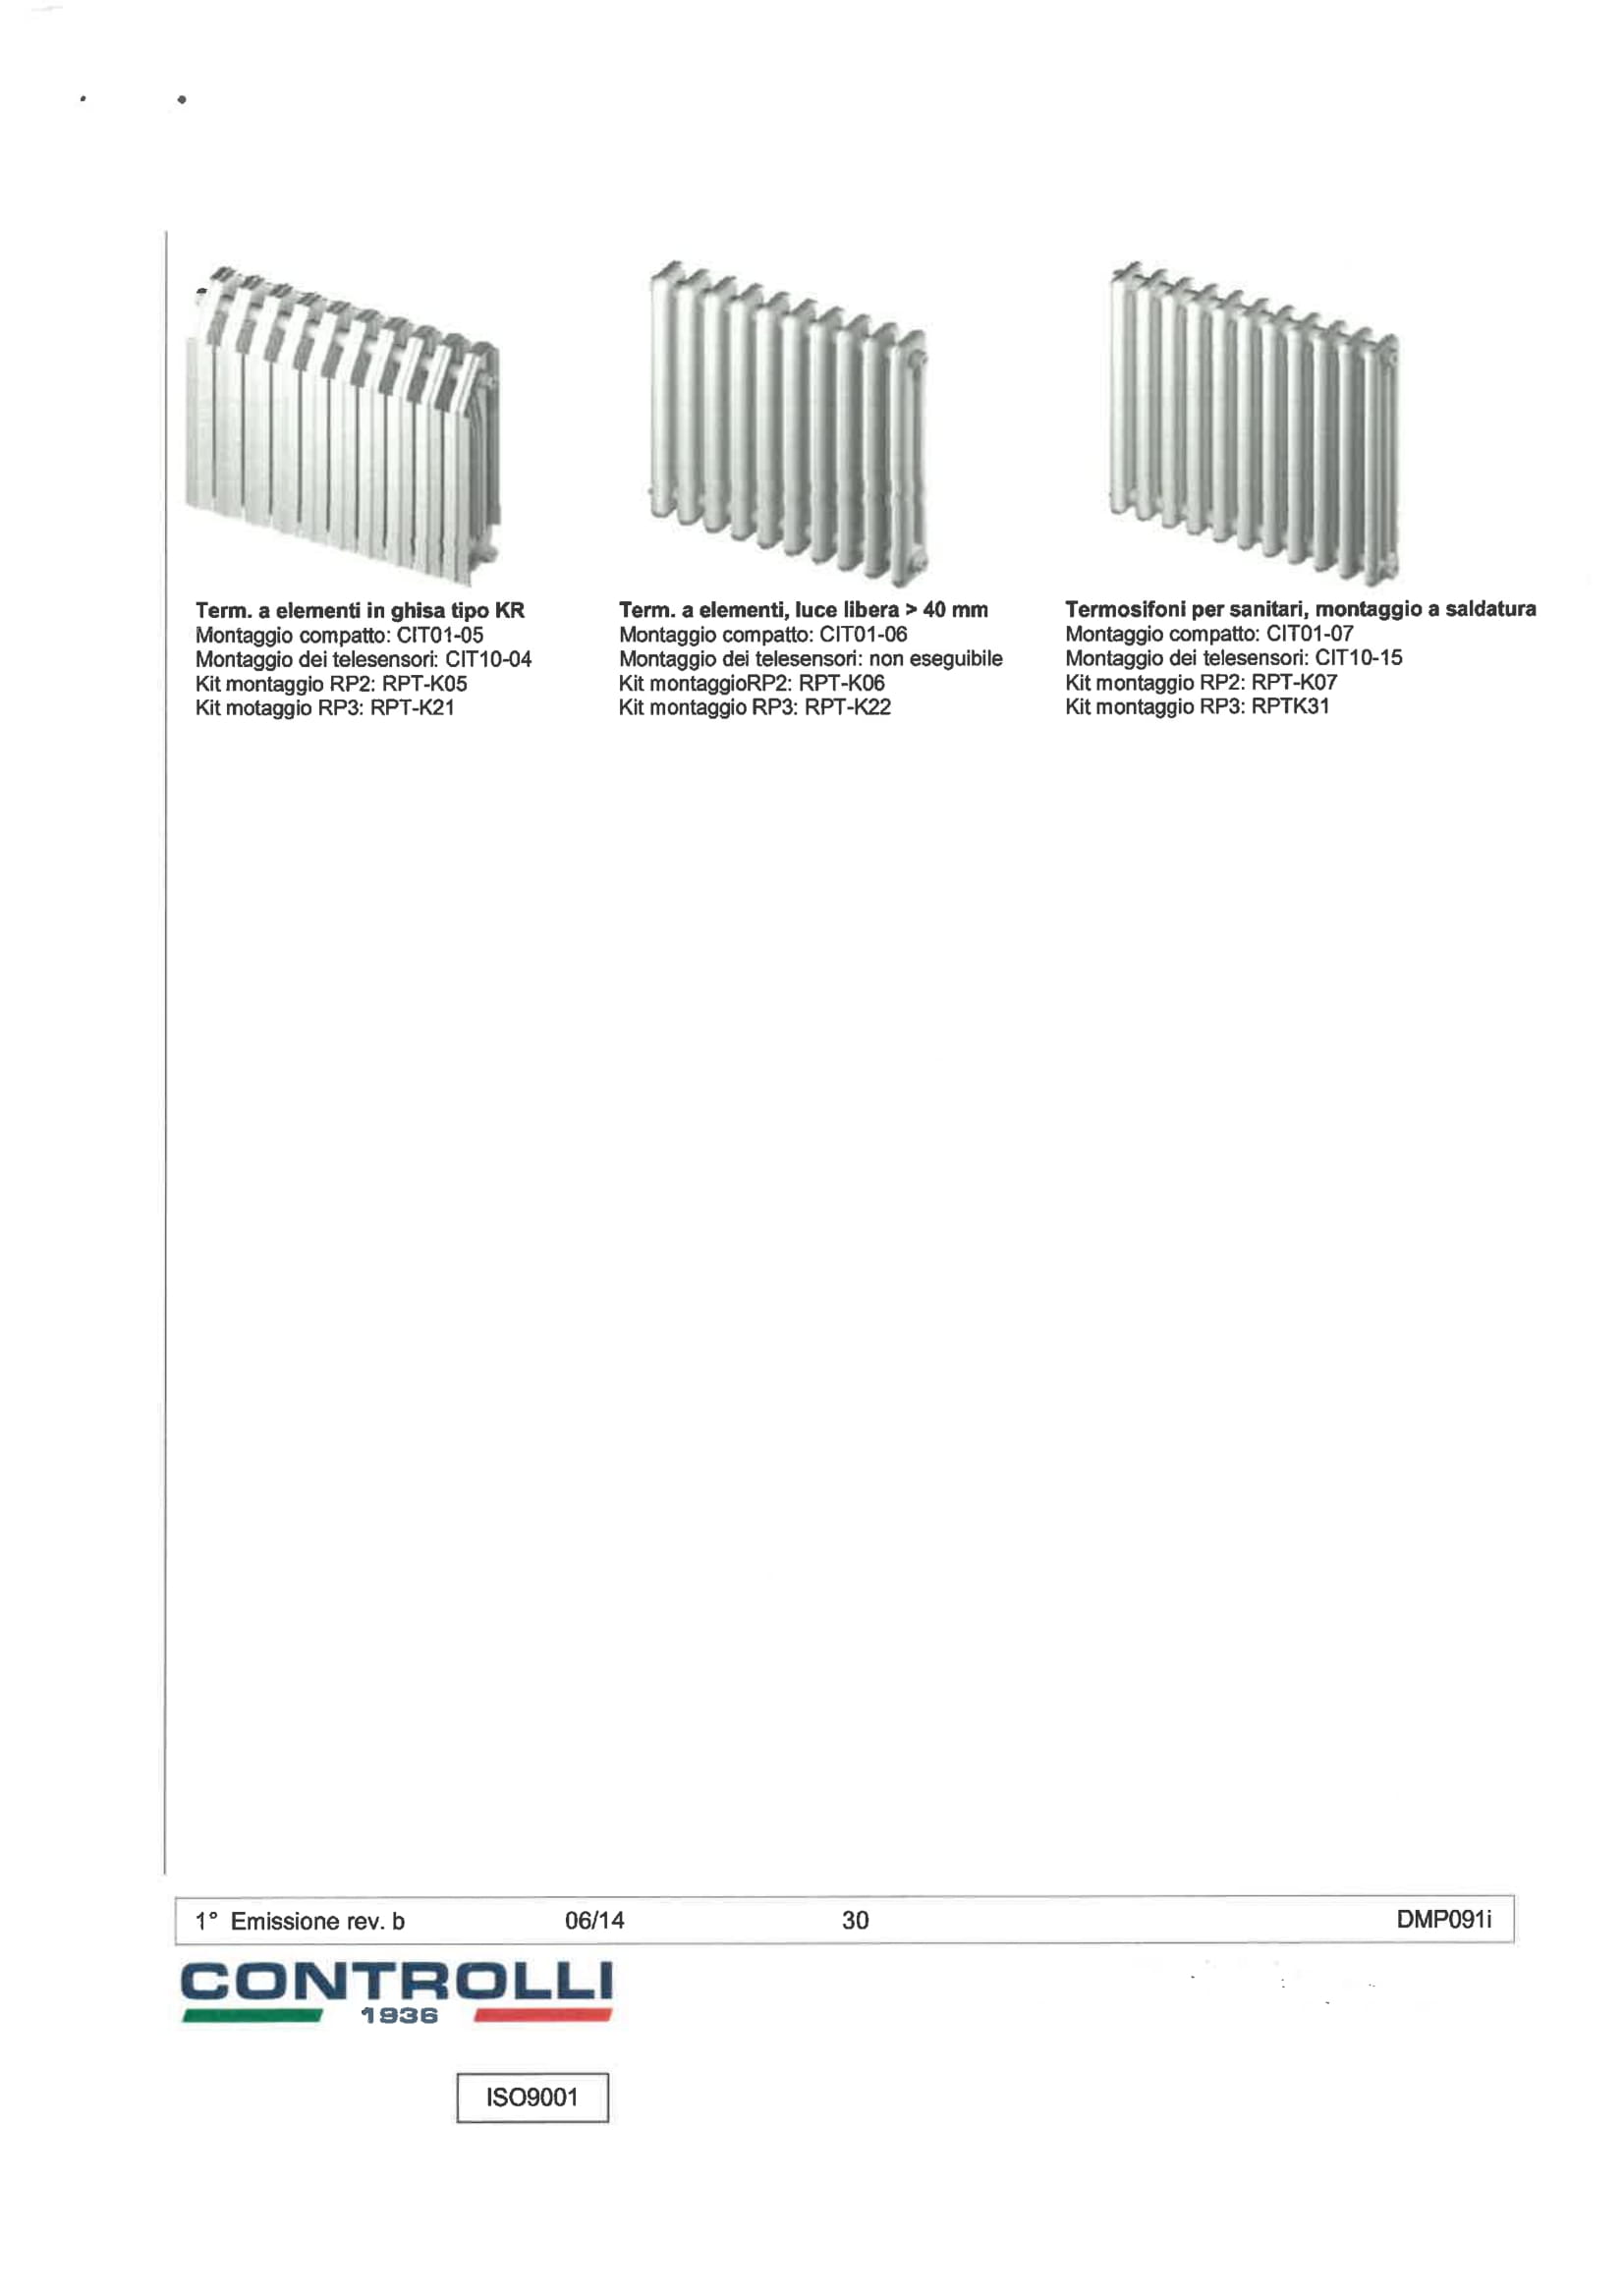 Term. a elementi in ghisa tipo KR
Montaggio compatto: CIT01-05
Montaggio dei telesensori: CIT10-04
Kit montaggio RP2: RPT-K05
Kit motaggio RP3: RPT-K21
Term. a elementi, luce libera > 40 mm
Montaggio compatto: CIT01-06
Montaggio dei telesensori: non eseguibile
Kit montaggioRP2: RPT-K06
Kit montaggio RP3: RPT-K22
Termosifoni per sanitari, montaggio a saldatura
Montaggio compatto: CIT01-07
Montaggio dei telesensori: CIT10-15
Kit montaggio RP2: RPT-K07
Kit montaggio RP3: RPTK31
1° Emissione rev. b 06/14 30 DMP091i
CONTROLLI
1936
ISO9001